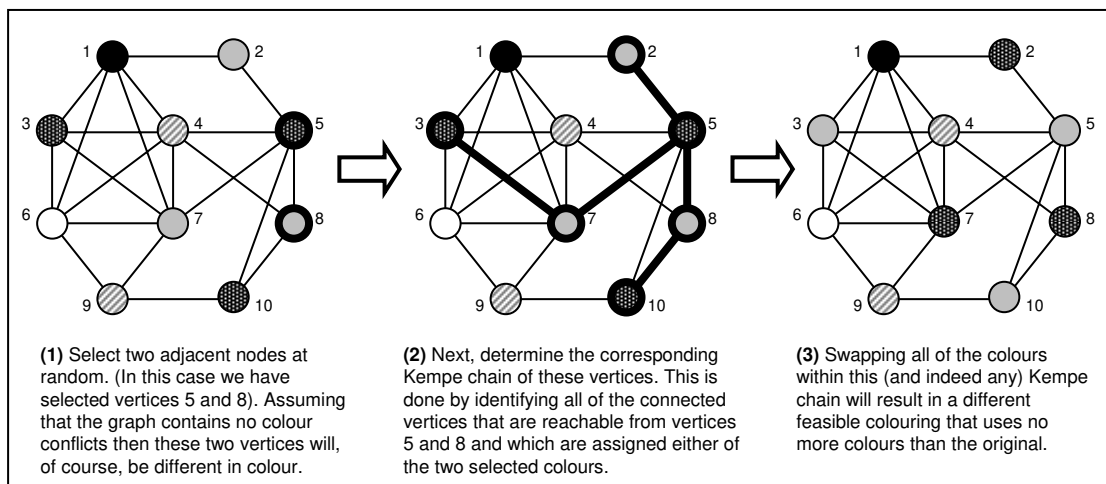 1
2
3
4
5
6
7
8
9
10
1
2
3
4
5
6
7
8
9
10
1
2
3
4
5
6
7
8
9
10
(1) Select two adjacent nodes at
random. (In this case we have
selected vertices 5 and 8). Assuming
that the graph contains no colour
conflicts then these two vertices will,
of course, be different in colour.
(2) Next, determine the corresponding
Kempe chain of these vertices. This is
done by identifying all of the connected
vertices that are reachable from vertices
5 and 8 and which are assigned either of
the two selected colours.
(3) Swapping all of the colours
within this (and indeed any) Kempe
chain will result in a different
feasible colouring that uses no
more colours than the original.